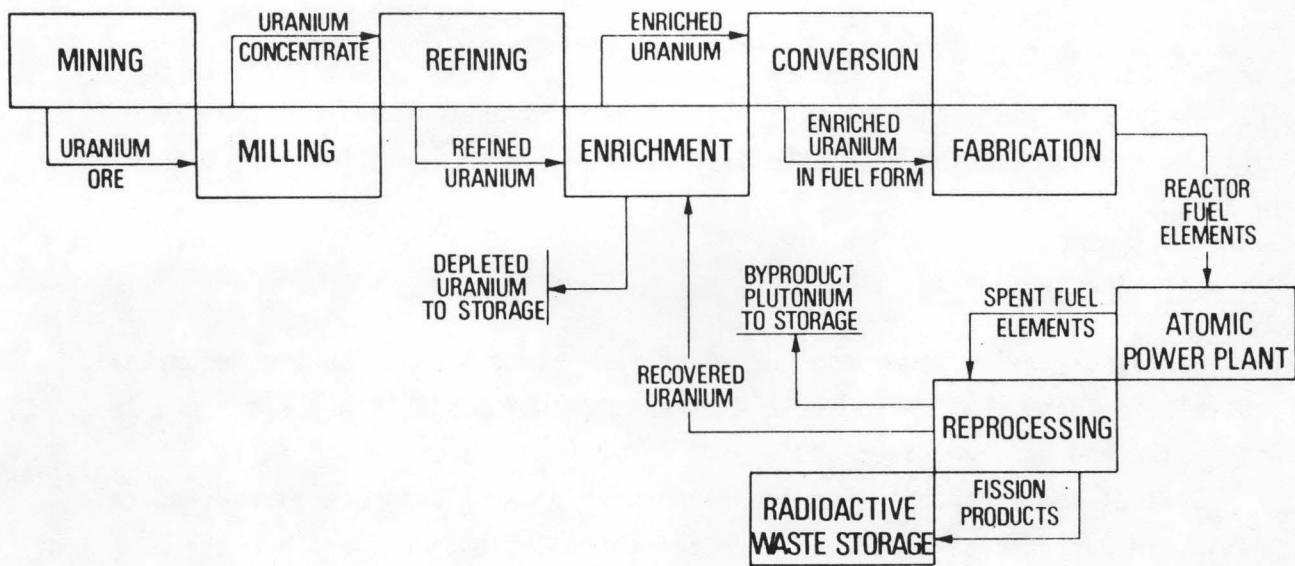 MINING
URANIUM
CONCENTRATE
REFINING
ENRICHED
URANIUM
CONVERSION
URANIUM
ORE
MILLING
REFINED
URANIUM
ENRICHMENT
ENRICHED
URANIUM
IN FUEL FORM
FABRICATION
REACTOR
FUEL
ELEMENTS
DEPLETED
URANIUM
TO STORAGE
BYPRODUCT
PLUTONIUM
TO STORAGE
SPENT FUEL
ELEMENTS
ATOMIC
POWER PLANT
RECOVERED
URANIUM
REPROCESSING
RADIOACTIVE
WASTE STORAGE
FISSION
PRODUCTS